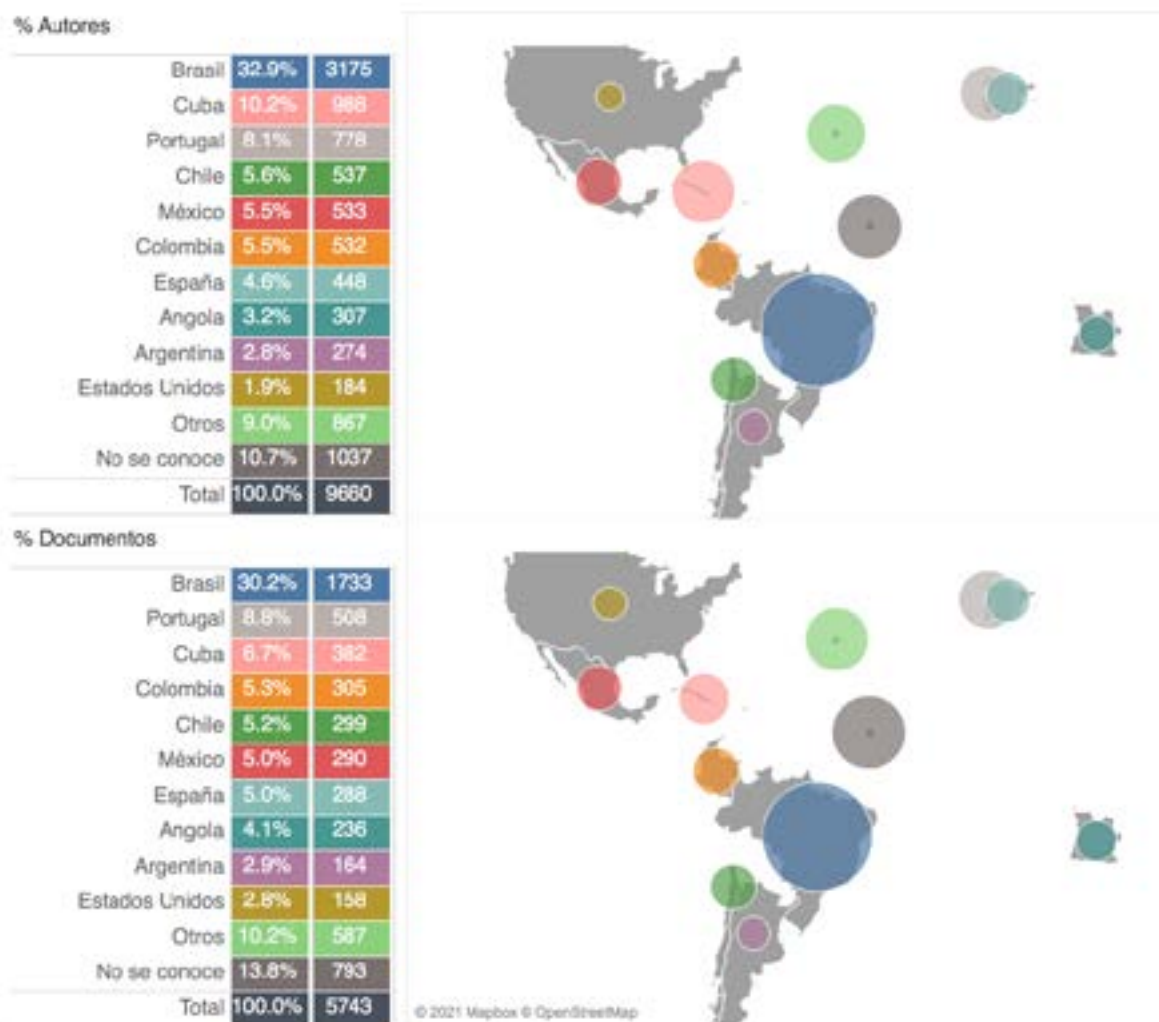 % Autores
Brasil 32.9% 3175
Cuba 10.2% 988
Portugal 8.1% 778
Chile 5.6% 537
México 5.5% 533
Colombia 5.5% 532
España 4.6% 448
Angola 3.2% 307
Argentina 2.8% 274
Estados Unidos 1.9% 184
Otros 9.0% 867
No se conoce 10.7% 1037
Total 100.0% 9660
% Documentos
Brasil 30.2% 1733
Portugal 8.8% 508
Cuba 6.7% 382
Colombia 5.3% 305
Chile 5.2% 299
México 5.0% 290
España 5.0% 288
Angola 4.1% 236
Argentina 2.9% 164
Estados Unidos 2.8% 158
Otros 10.2% 587
No se conoce 13.8% 793
Total 100.0% 5743
© 2021 Mapbox © OpenStreetMap